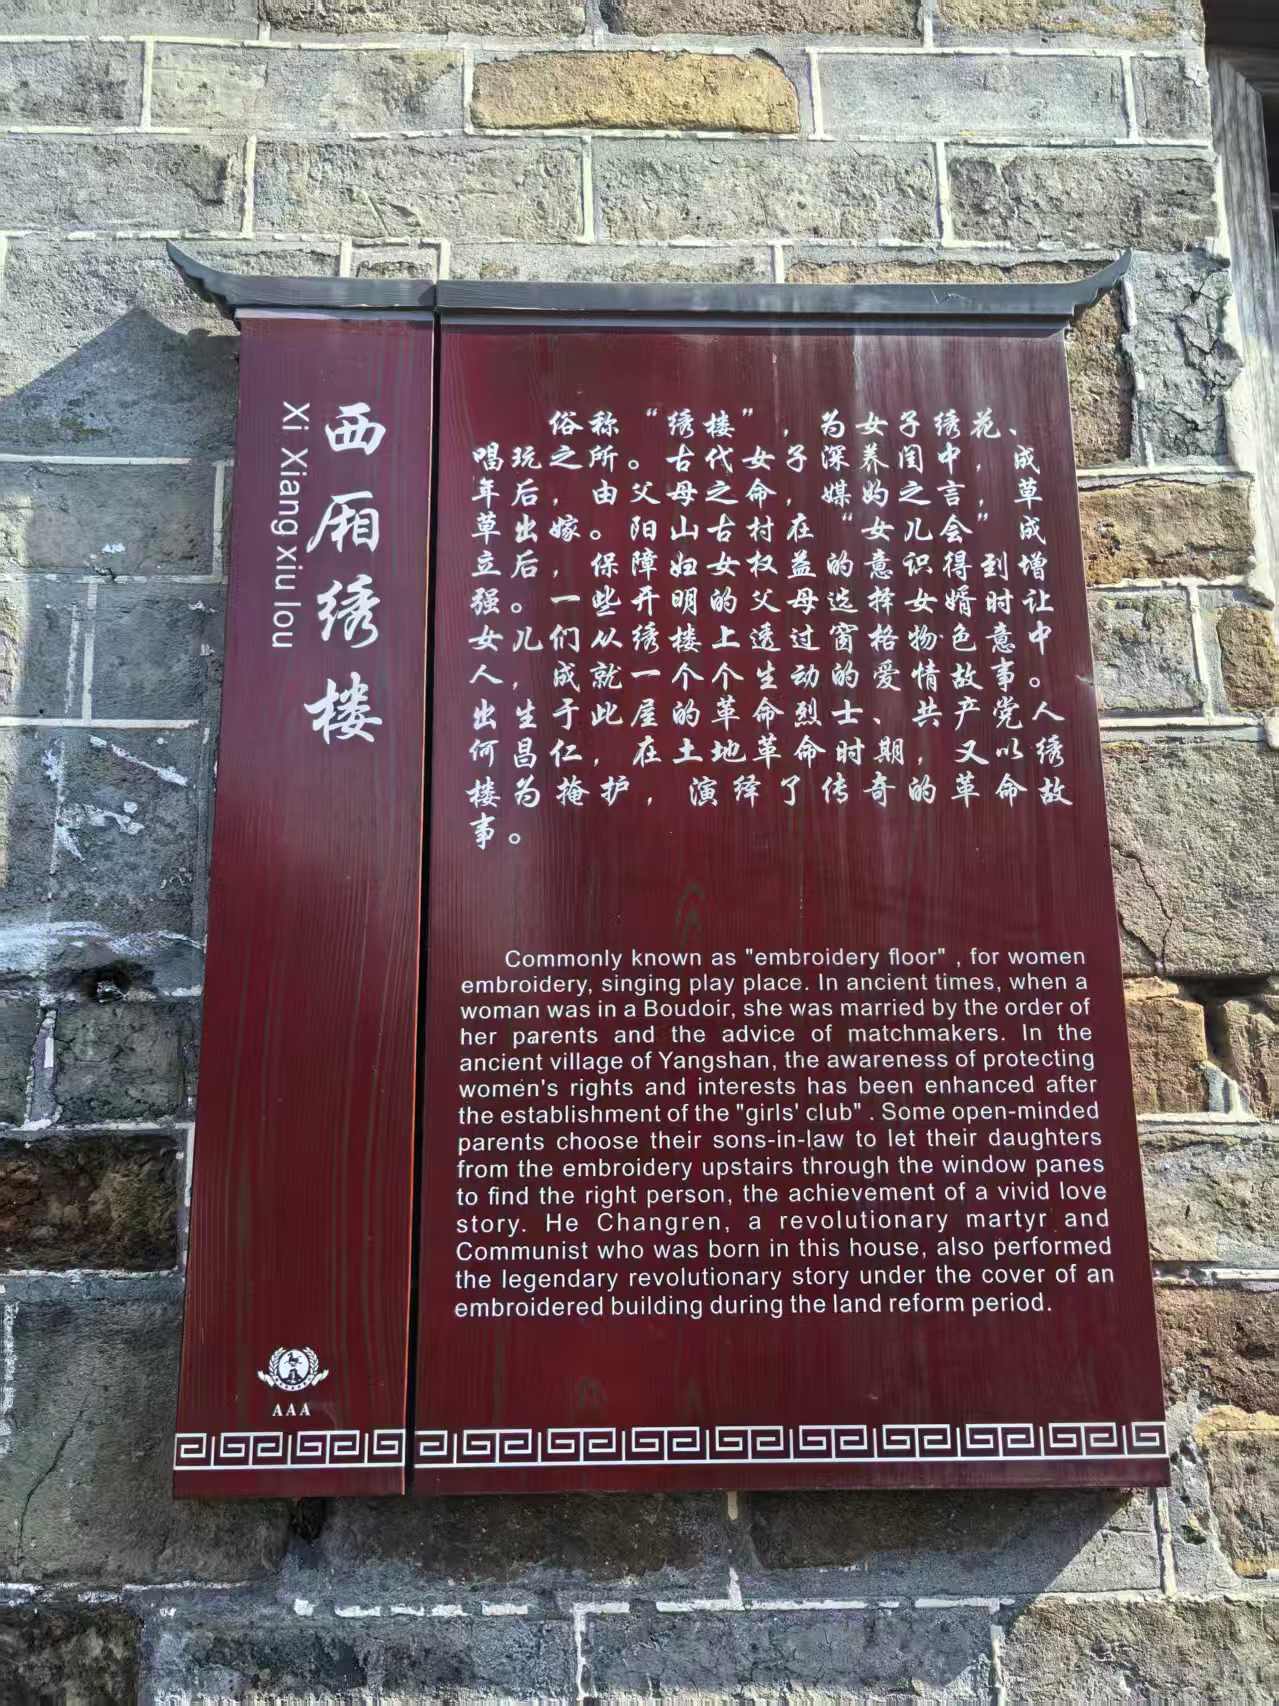 西厢绣楼
Xi Xiang xiu lou
俗称“绣楼”，为女子绣花、
唱玩之所。古代女子深养闺中，成
年后，由父母之命，媒妁之言，草
草出嫁。阳山古村在“女儿会”成
立后，保障妇女权益的意识得到增
强。一些开明的父母选择女婿时让
女儿们从绣楼上透过窗格物色意中
人，成就一个个生动的爱情故事。
出生于此屋的革命烈士、共产党人
何昌仁，在土地革命时期，又以绣
楼为掩护，演绎了传奇的革命故
事。
Commonly known as "embroidery floor" , for women
embroidery, singing play place. In ancient times, when a
woman was in a Boudoir, she was married by the order of
her parents and the advice of matchmakers. In the
ancient village of Yangshan, the awareness of protecting
women's rights and interests has been enhanced after
the establishment of the "girls' club" . Some open-minded
parents choose their sons-in-law to let their daughters
from the embroidery upstairs through the window panes
to find the right person, the achievement of a vivid love
story. He Changren, a revolutionary martyr and
Communist who was born in this house, also performed
the legendary revolutionary story under the cover of an
embroidered building during the land reform period.
AAA